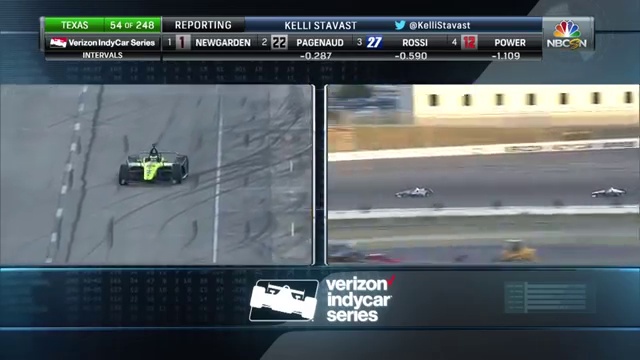 TEXAS 54 OF 248 REPORTING KELLI STAVAST @KelliStavast
Verizon IndyCar Series 1 1 NEWGARDEN 2 22 PAGENAUD 3 27 ROSSI 4 12 POWER NBCSN
INTERVALS -0.287 -0.590 -1.109
verizon
indycar
series